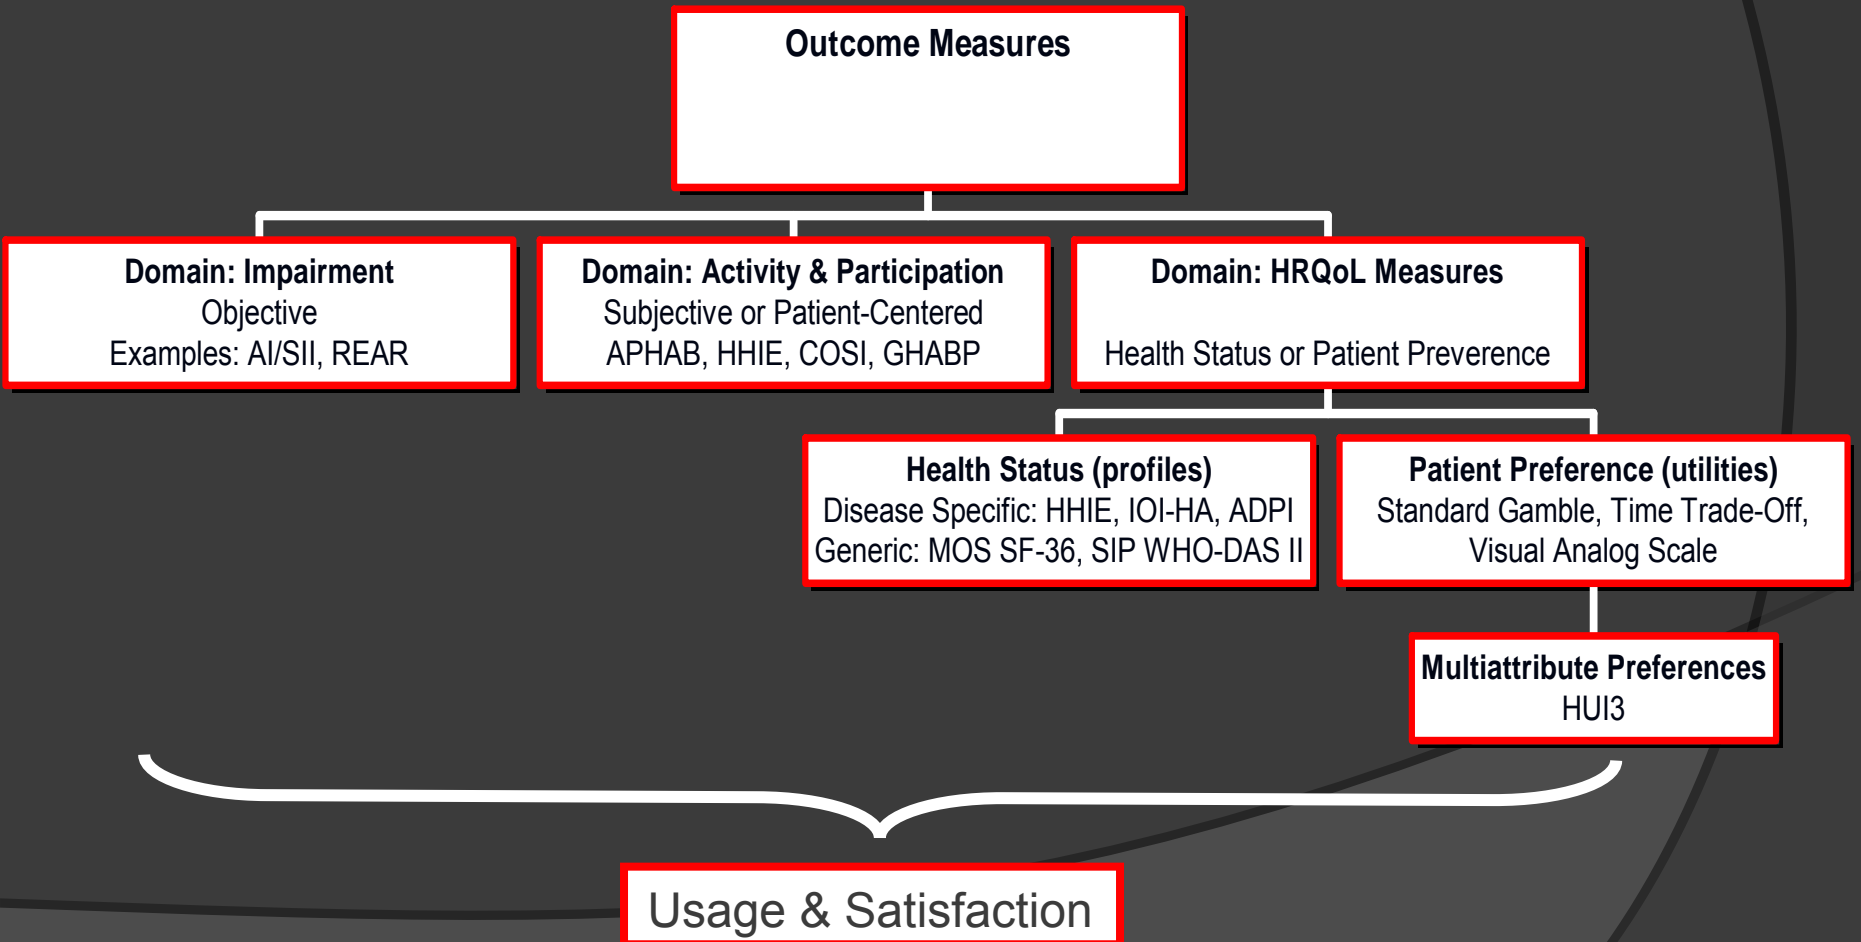 Outcome Measures
Domain: Impairment
Objective
Examples: AI/SII, REAR
Domain: Activity & Participation
Subjective or Patient-Centered
APHAB, HHIE, COSI, GHABP
Domain: HRQoL Measures
Health Status or Patient Preverence
Health Status (profiles)
Disease Specific: HHIE, IOI-HA, ADPI
Generic: MOS SF-36, SIP WHO-DAS II
Patient Preference (utilities)
Standard Gamble, Time Trade-Off,
Visual Analog Scale
Multiattribute Preferences
HUI3
Usage & Satisfaction